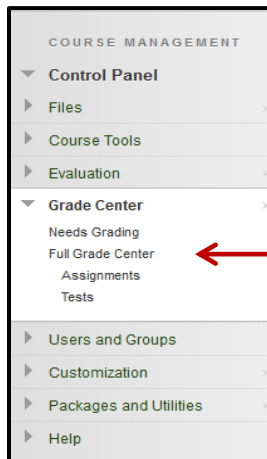 COURSE MANAGEMENT
Control Panel
Files
Course Tools
Evaluation
Grade Center
Needs Grading
Full Grade Center
Assignments
Tests
Users and Groups
Customization
Packages and Utilities
Help